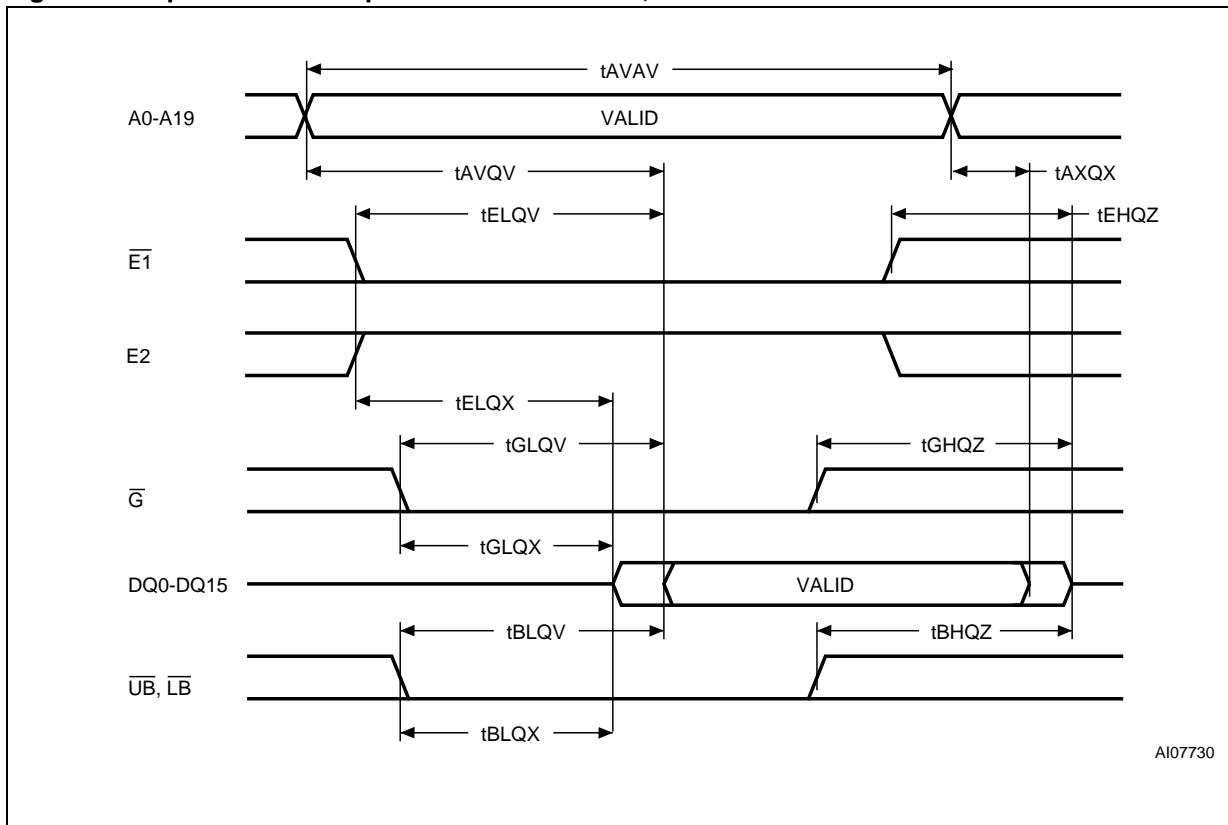 tAVAV
A0-A19
VALID
tAVQV
tAXQX
tELQV
tEHQZ
E1
E2
tELQX
tGLQV
tGHQZ
G
tGLQX
DQ0-DQ15
VALID
tBLQV
tBHQZ
UB, LB
tBLQX
AI07730